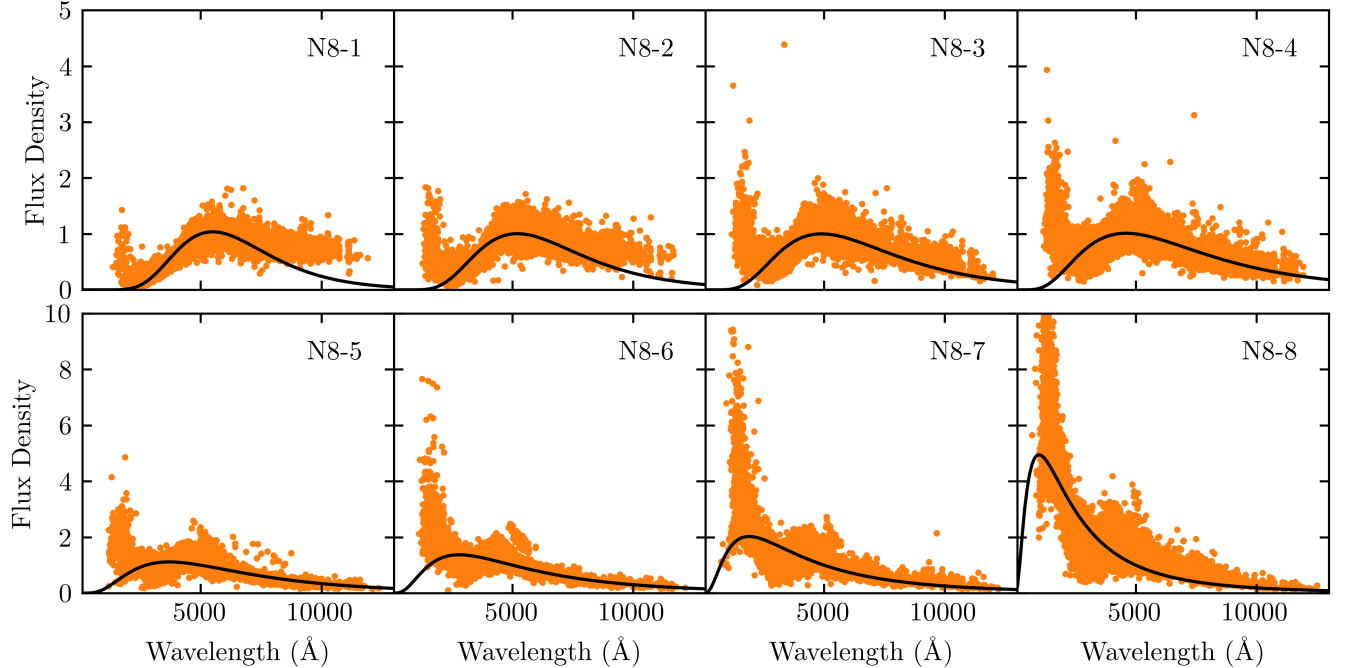 5
4
3
2
1
0
Flux Density
N8-1
N8-2
N8-3
N8-4
10
8
6
4
2
0
Flux Density
N8-5
N8-6
N8-7
N8-8
5000 10000 5000 10000 5000 10000 5000 10000
Wavelength (Å) Wavelength (Å) Wavelength (Å) Wavelength (Å)